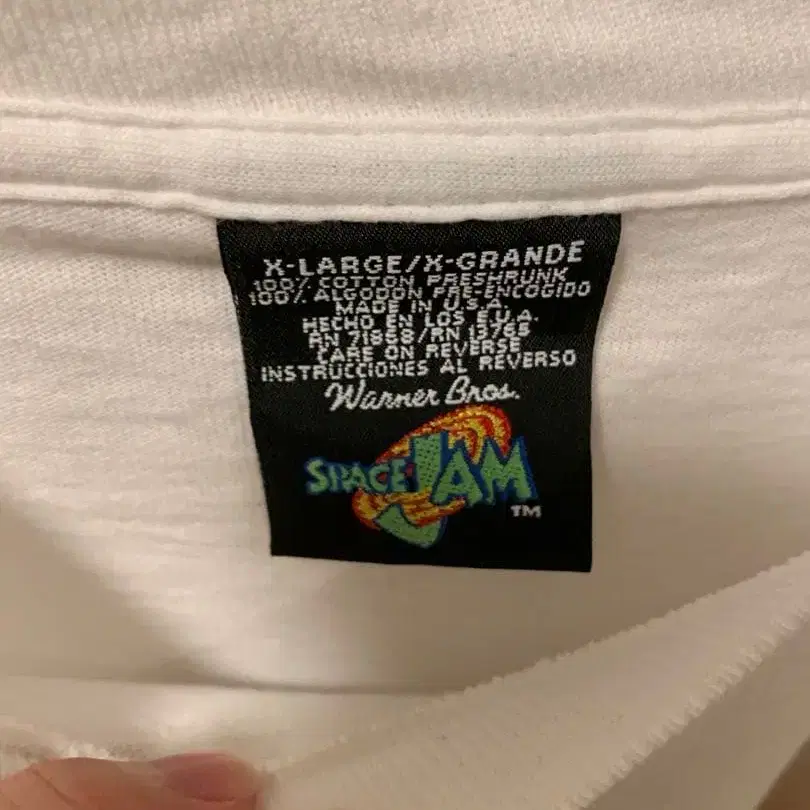 X-LARGE/X-GRANDE
100% COTTON PRESHRUNK
100% ALGODON PRE-ENCOGIDO
MADE IN U.S.A.
HECHO EN LOS E.U.A.
RN 71868/RN 13765
CARE ON REVERSE
INSTRUCCIONES AL REVERSO
Warner Bros.
SPACE JAM
TM